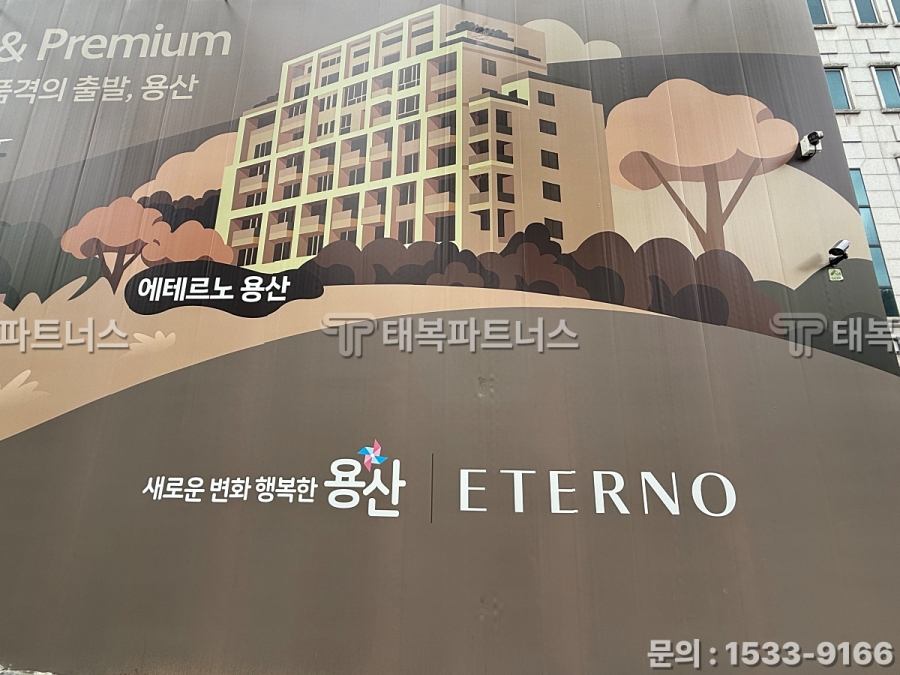 & Premium
품격의 출발, 용산
에테르노 용산
파트너스 태복파트너스 태복
새로운 변화 행복한 용산 ETERNO
문의 : 1533-9166